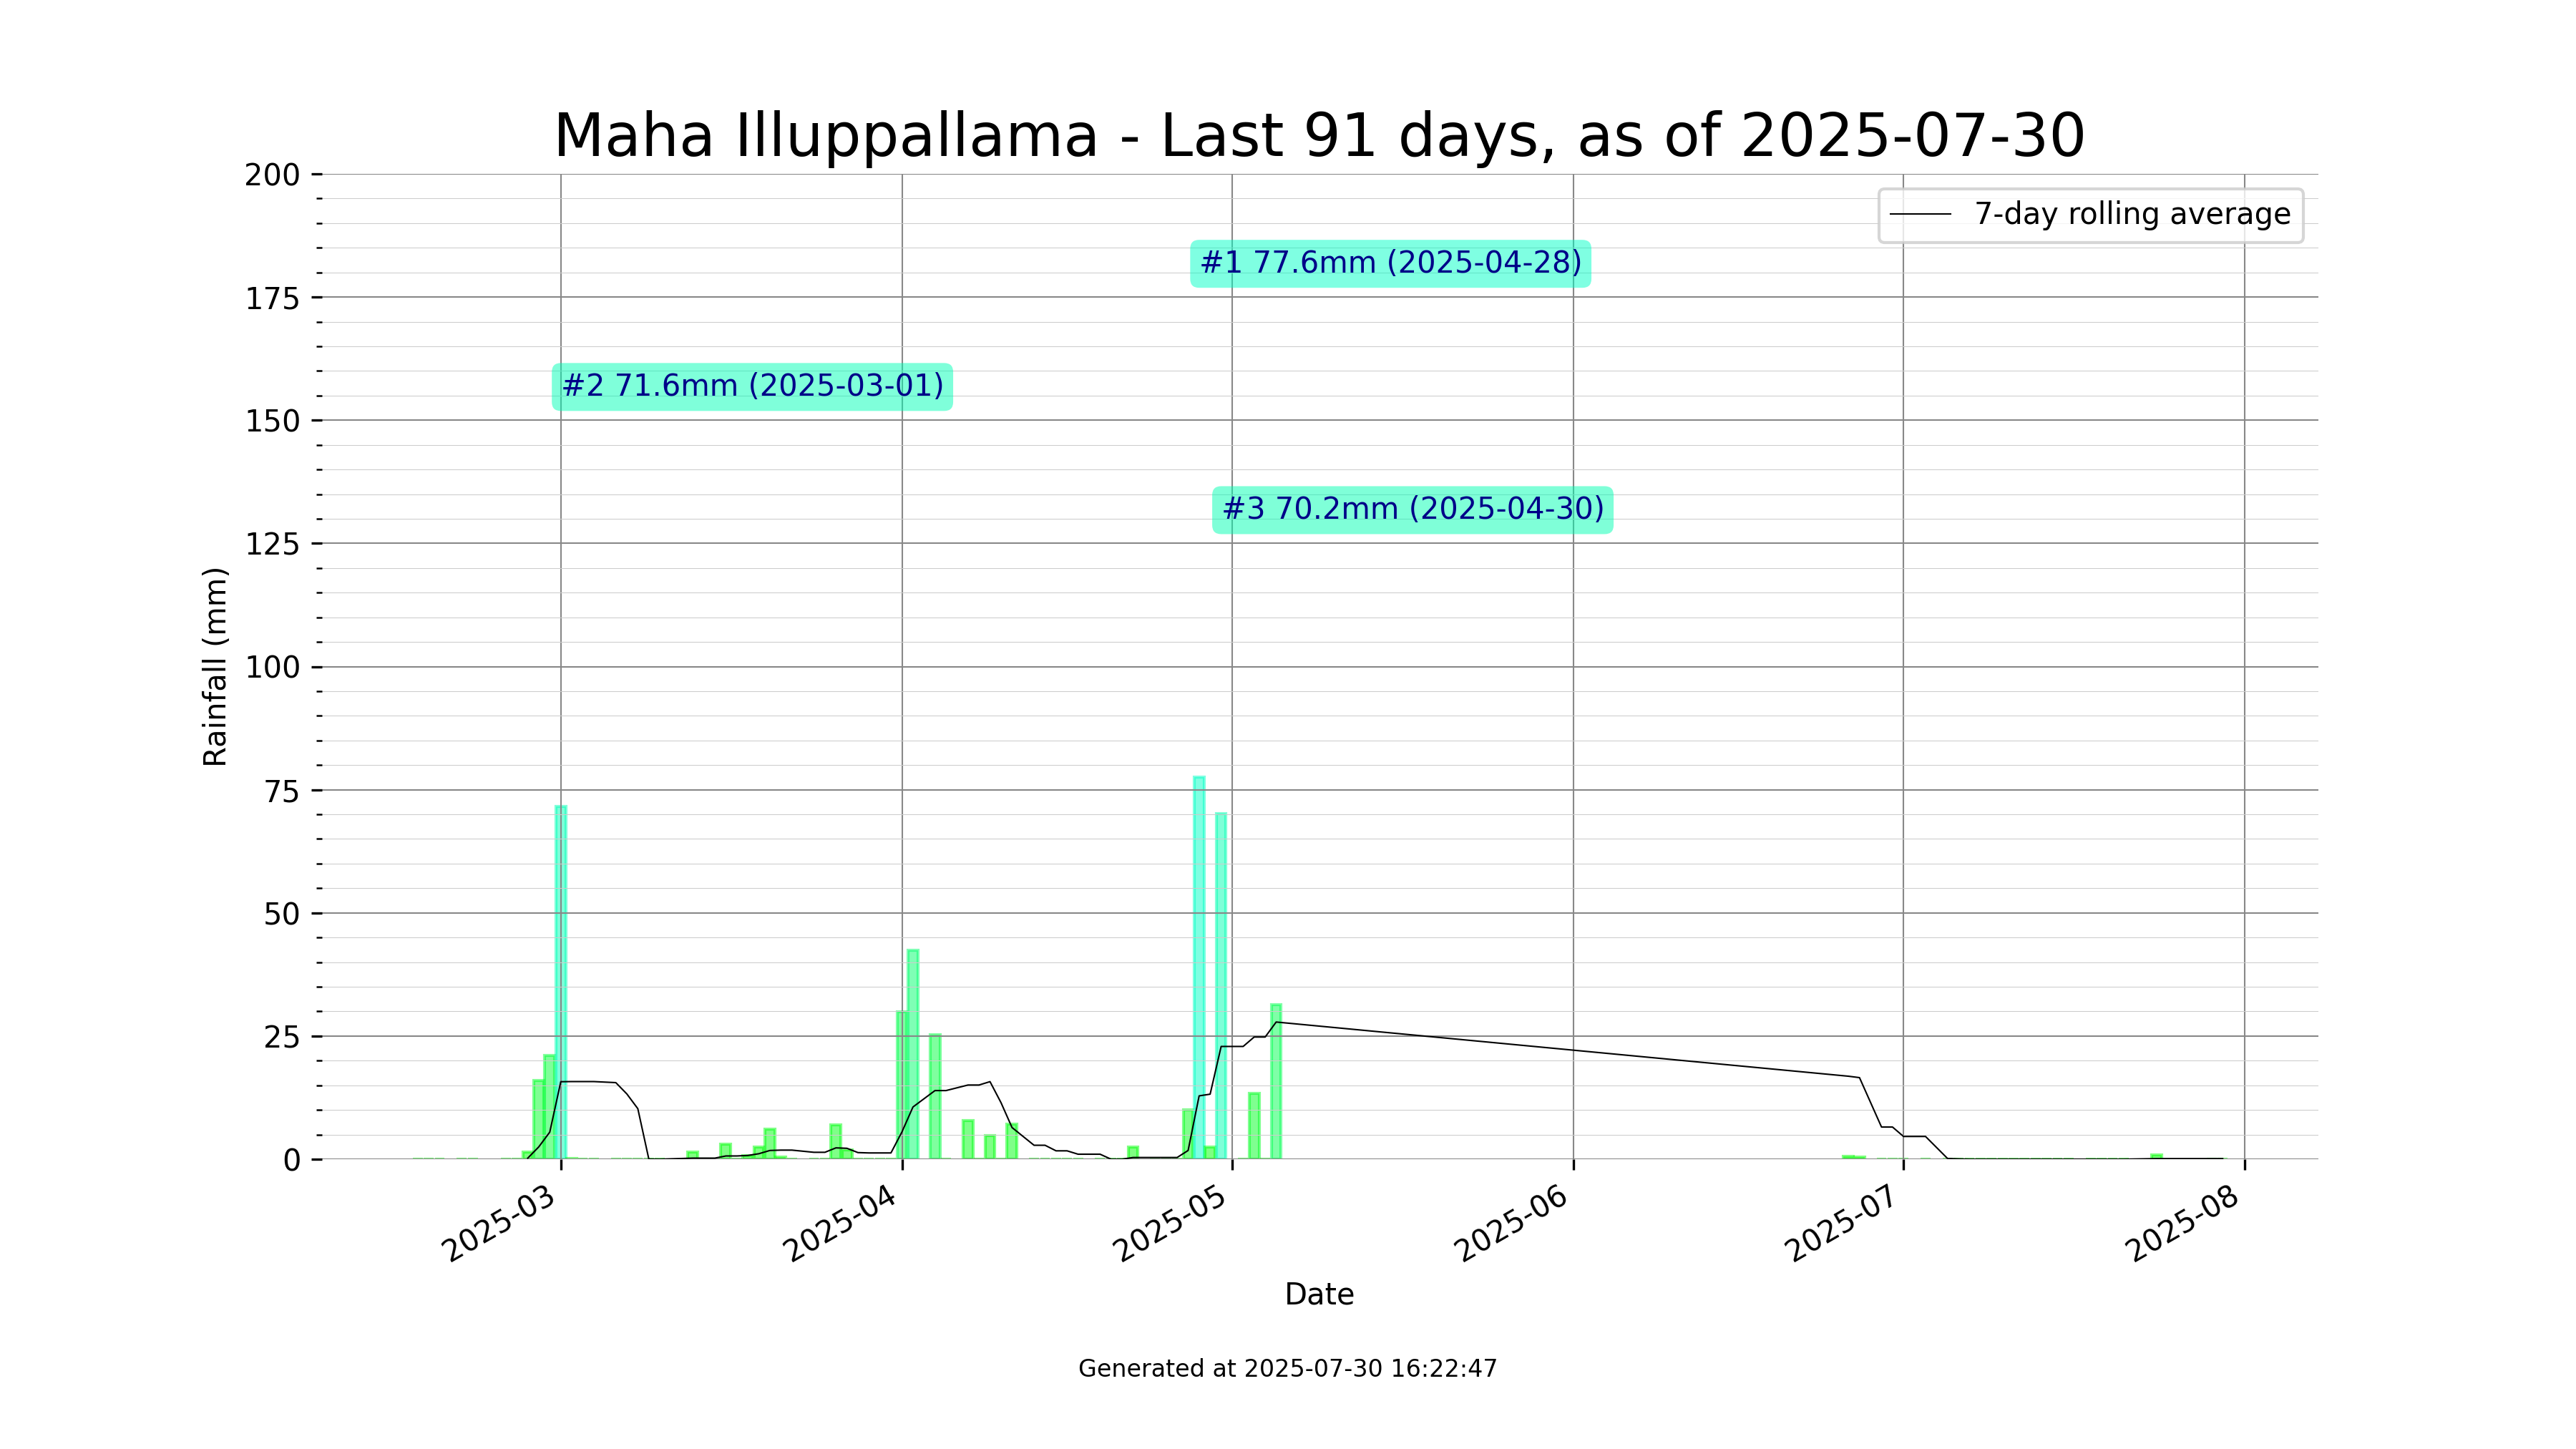 Maha Illuppallama - Last 91 days, as of 2025-07-30
200
175
150
125
100
75
50
25
0
Rainfall (mm)
7-day rolling average
#1 77.6mm (2025-04-28)
#2 71.6mm (2025-03-01)
#3 70.2mm (2025-04-30)
2025-03
2025-04
2025-05
2025-06
2025-07
2025-08
Date
Generated at 2025-07-30 16:22:47